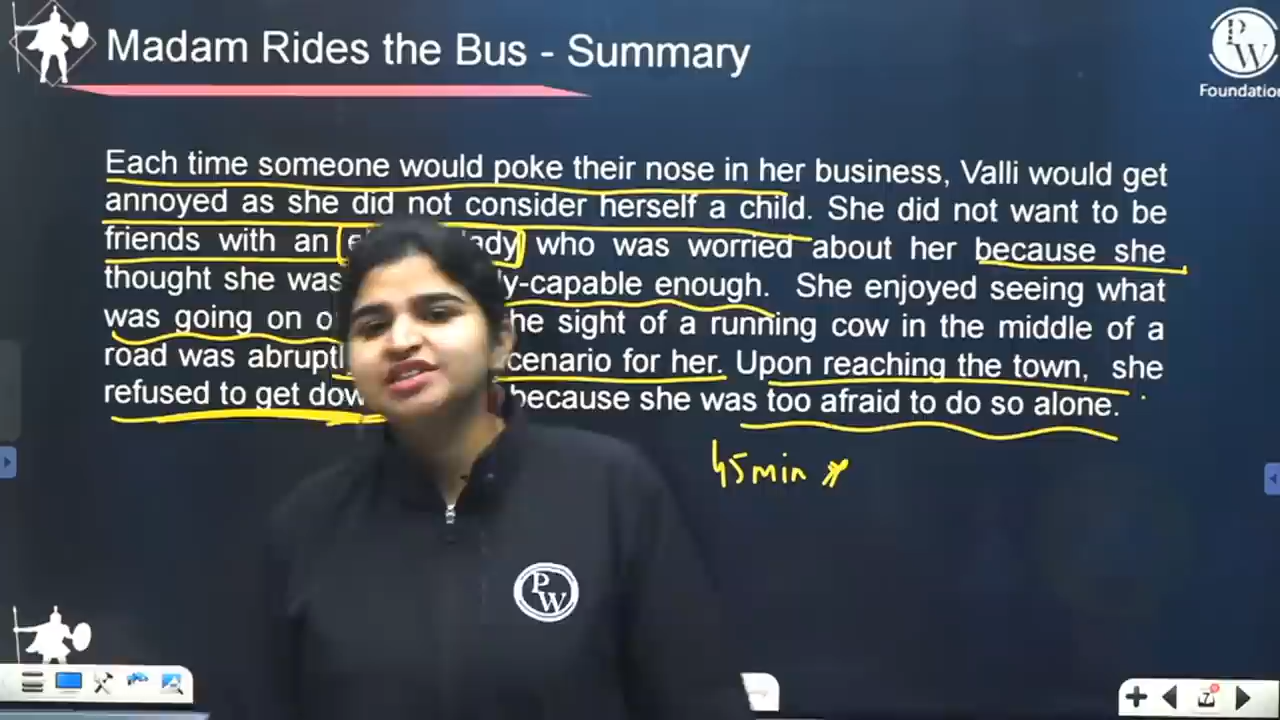 Madam Rides the Bus - Summary
PW
Foundation
Each time someone would poke their nose in her business, Valli would get
annoyed as she did not consider herself a child. She did not want to be
friends with an who was worried about her because she
thought she was -capable enough. She enjoyed seeing what
was going on he sight of a running cow in the middle of a
road was cenario for her. Upon reaching the town, she
refused to get because she was too afraid to do so alone.
45min
PW